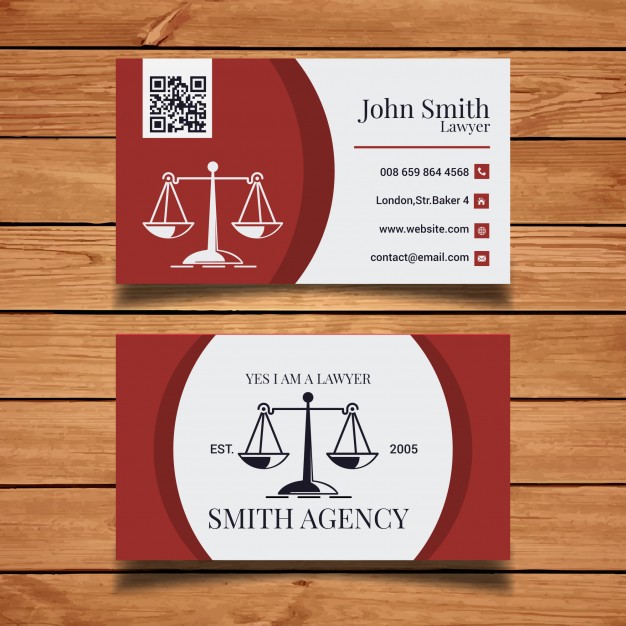 John Smith
Lawyer
008 659 864 4568
London,Str.Baker 4
www.website.com
contact@email.com
YES I AM A LAWYER
EST. 2005
SMITH AGENCY